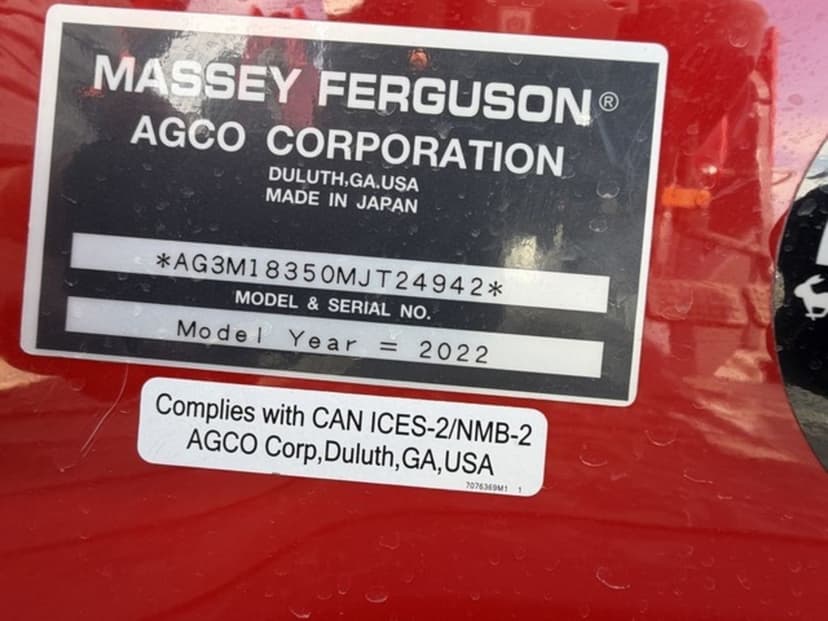 MASSEY FERGUSON®
AGCO CORPORATION
DULUTH,GA.USA
MADE IN JAPAN
*AG3M18350MJT24942*
MODEL & SERIAL NO.
Model Year = 2022
Complies with CAN ICES-2/NMB-2
AGCO Corp,Duluth,GA,USA
7076369M1 1